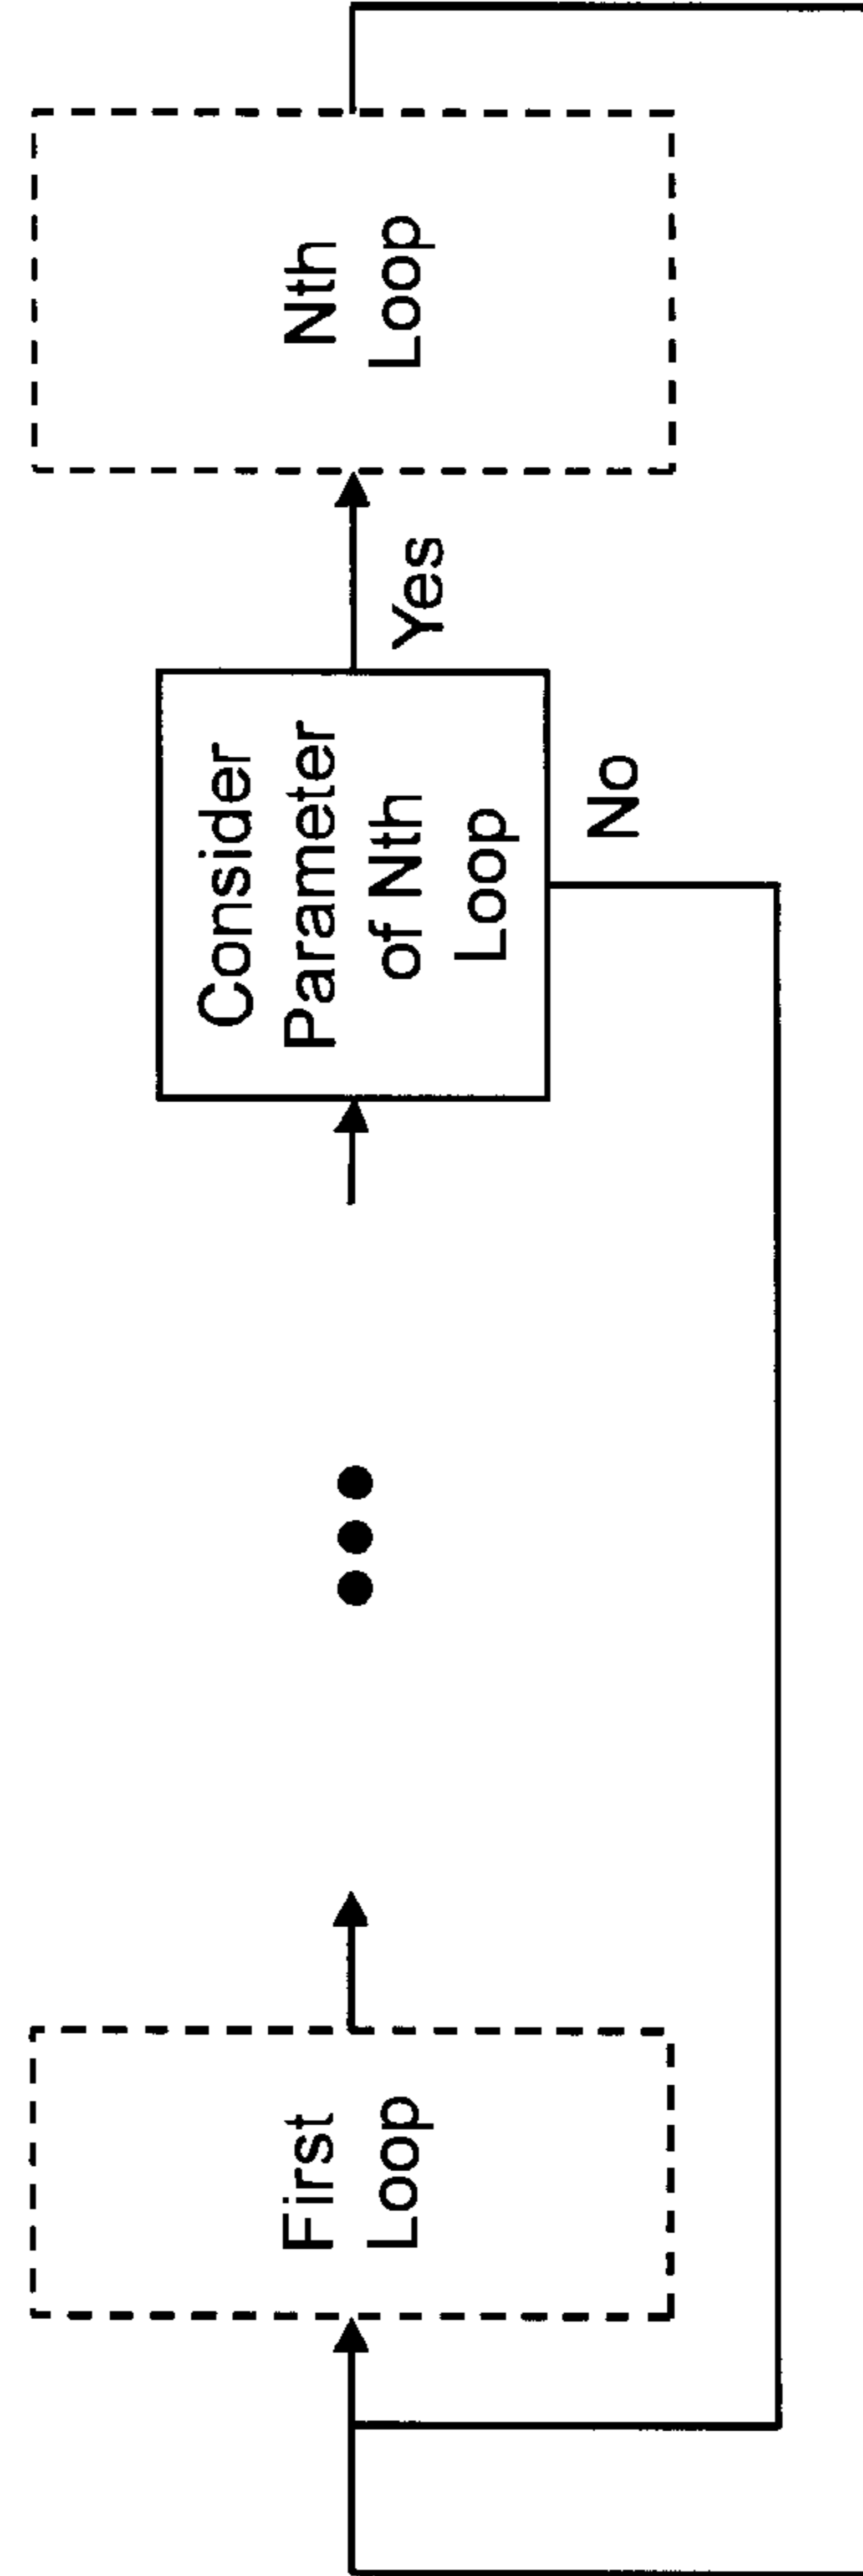 First
Loop
Consider
Parameter
of Nth
Loop
Yes
No
Nth
Loop